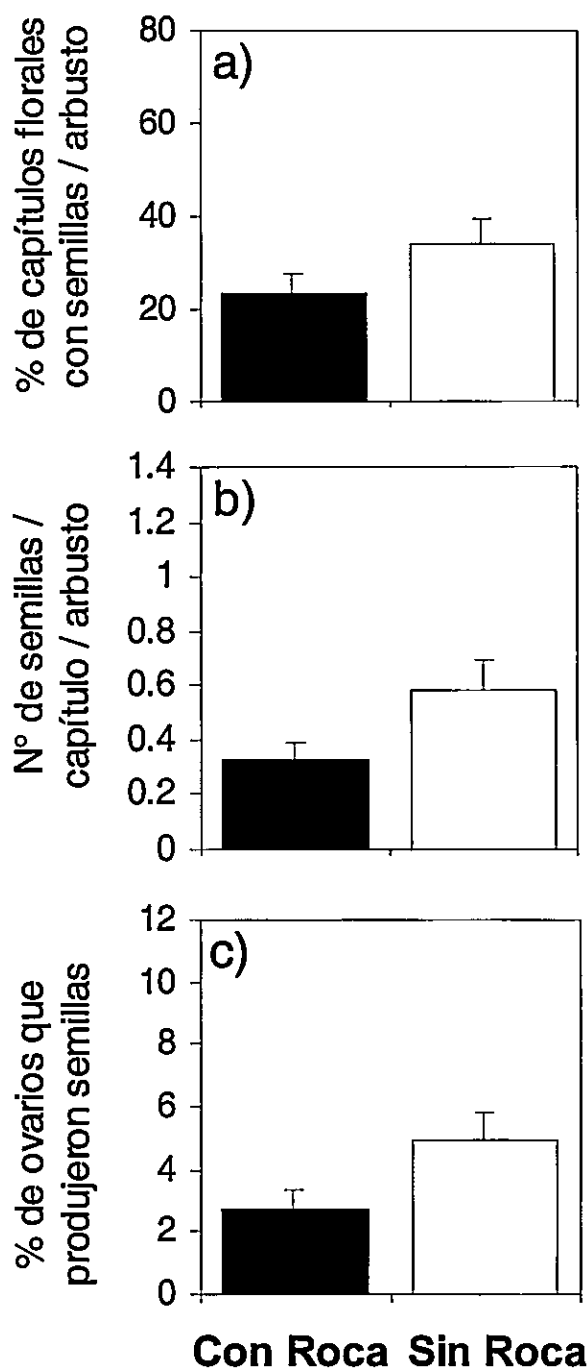 % de capítulos florales
con semillas / arbusto
80
60
40
20
0
a)
N° de semillas /
capítulo / arbusto
1.4
1.2
1
0.8
0.6
0.4
0.2
0
b)
% de ovarios que
produjeron semillas
12
10
8
6
4
2
0
c)
Con Roca Sin Roca